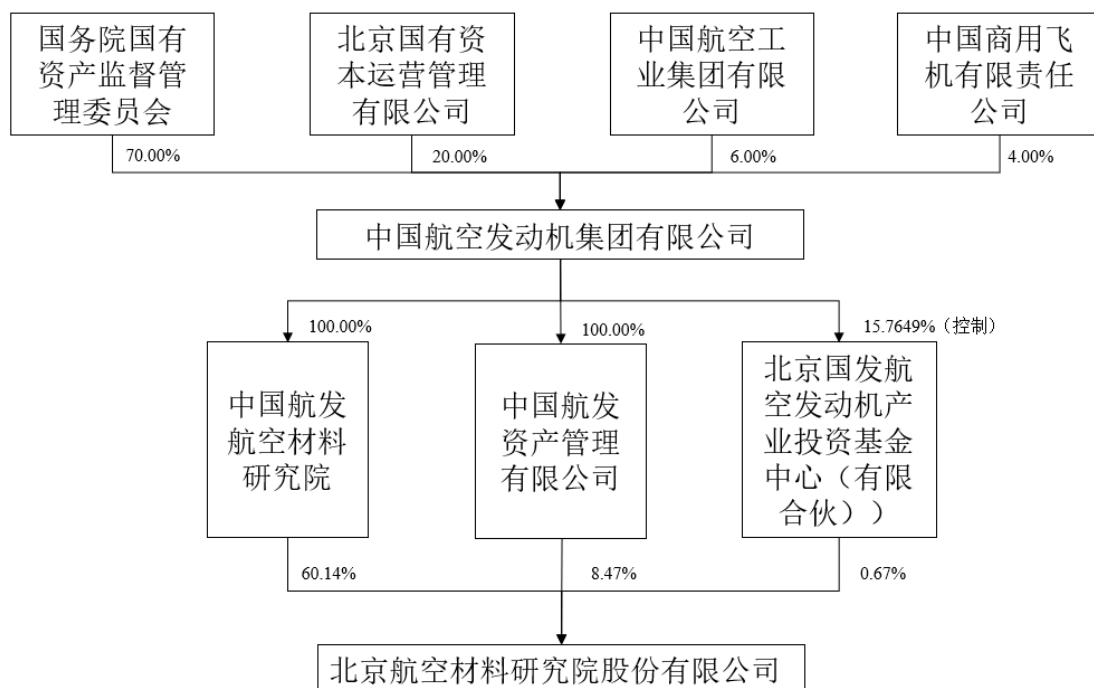 国务院国有
资产监督管
理委员会
北京国有资
本运营管理
有限公司
中国航空工
业集团有限
公司
中国商用飞
机有限责任
公司
70.00%
20.00%
6.00%
4.00%
中国航空发动机集团有限公司
100.00%
100.00%
15.7649%（控制）
中国航发
航空材料
研究院
中国航发
资产管理
有限公司
北京国发航
空发动机产
业投资基金
中心（有限
合伙））
60.14%
8.47%
0.67%
北京航空材料研究院股份有限公司